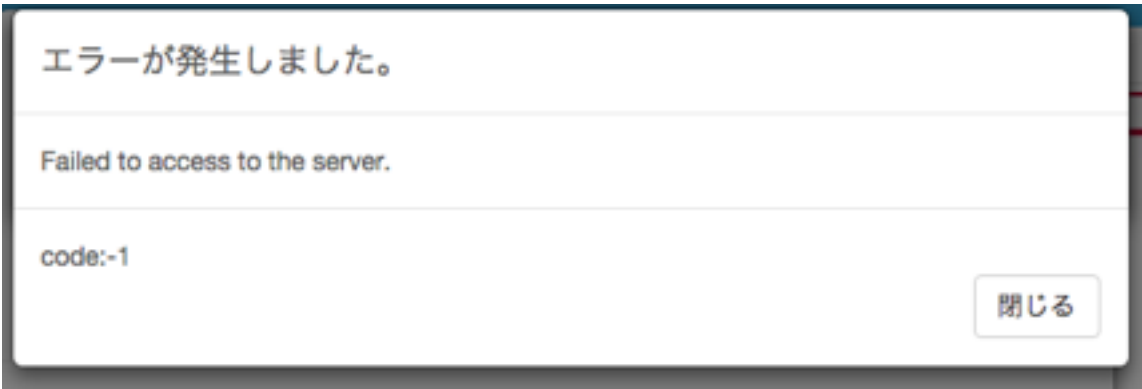 エラーが発生しました。
Failed to access to the server.
code:-1
閉じる